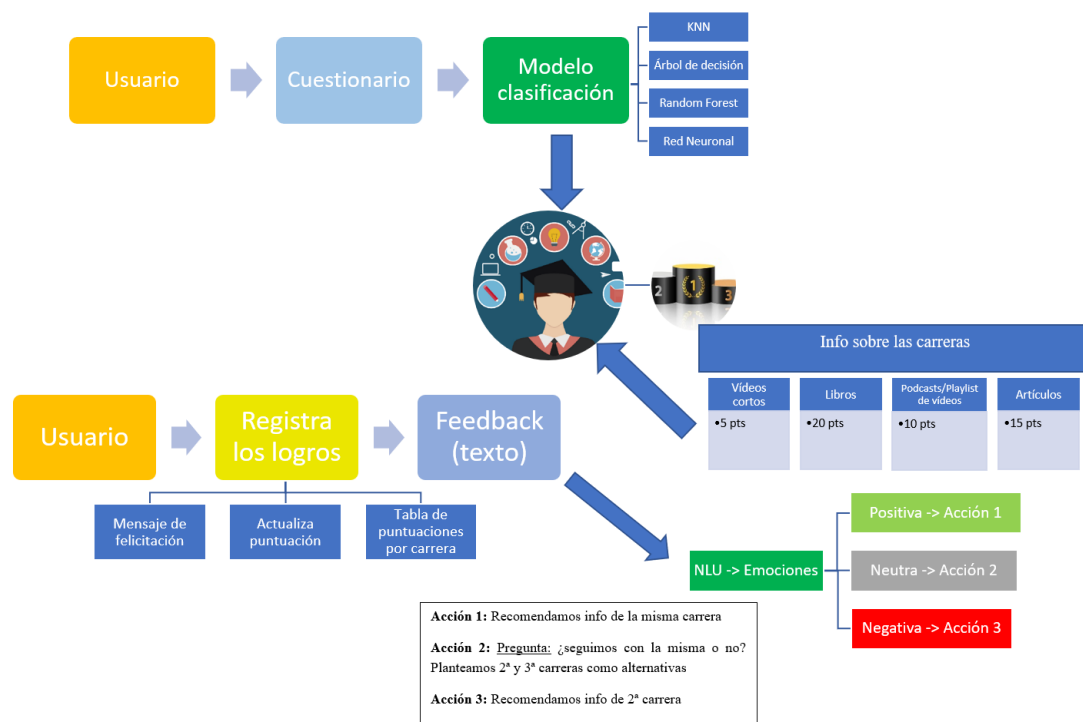 Usuario
Cuestionario
Modelo
clasificación
KNN
Árbol de decisión
Random Forest
Red Neuronal
2
1
3
Info sobre las carreras
Vídeos
cortos
•5 pts
Libros
•20 pts
Podcasts/Playlist
de vídeos
•10 pts
Artículos
•15 pts
Usuario
Registra
los logros
Feedback
(texto)
Mensaje de
felicitación
Actualiza
puntuación
Tabla de
puntuaciones
por carrera
NLU -> Emociones
Positiva -> Acción 1
Neutra -> Acción 2
Negativa -> Acción 3
Acción 1: Recomendamos info de la misma carrera
Acción 2: Pregunta: ¿seguimos con la misma o no?
Planteamos 2ª y 3ª carreras como alternativas
Acción 3: Recomendamos info de 2ª carrera